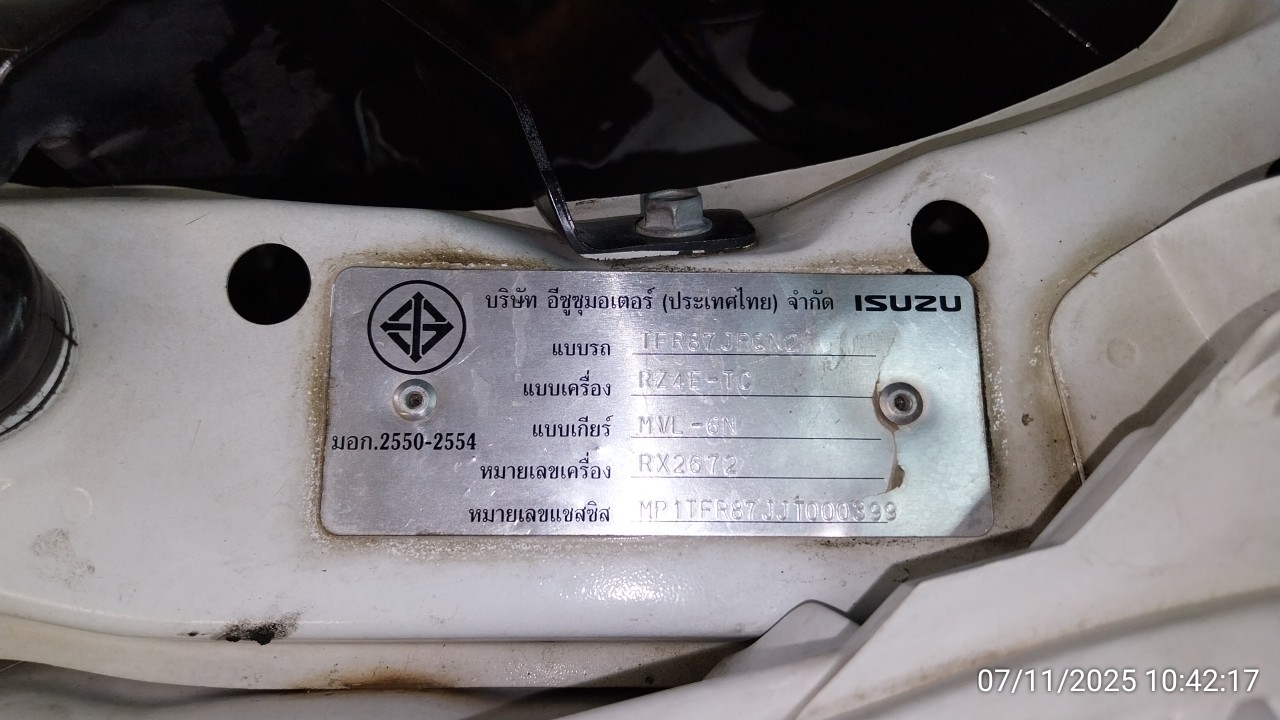 บริษัท อีซูซุมอเตอร์ (ประเทศไทย) จำกัด ISUZU
แบบรถ
แบบเครื่อง RZ4E-TC
แบบเกียร์ MVL-6N
มอก.2550-2554
หมายเลขเครื่อง RX2672
หมายเลขแชสซิส MP1TFR87JJT000399
07/11/2025 10:42:17